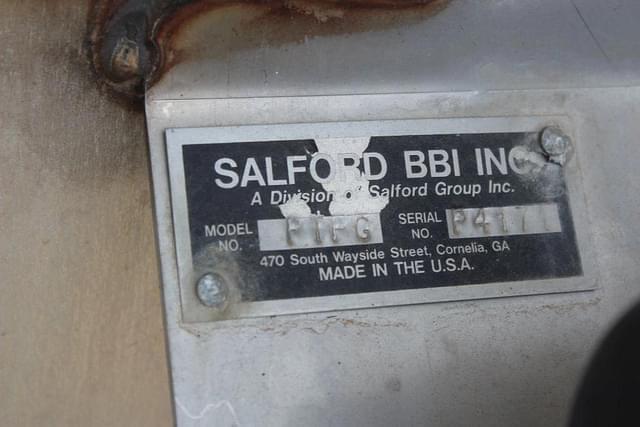 SALFORD BBI INC.
A Division of Salford Group Inc.
MODEL NO. SERIAL NO. P4171
470 South Wayside Street, Cornelia, GA
MADE IN THE U.S.A.